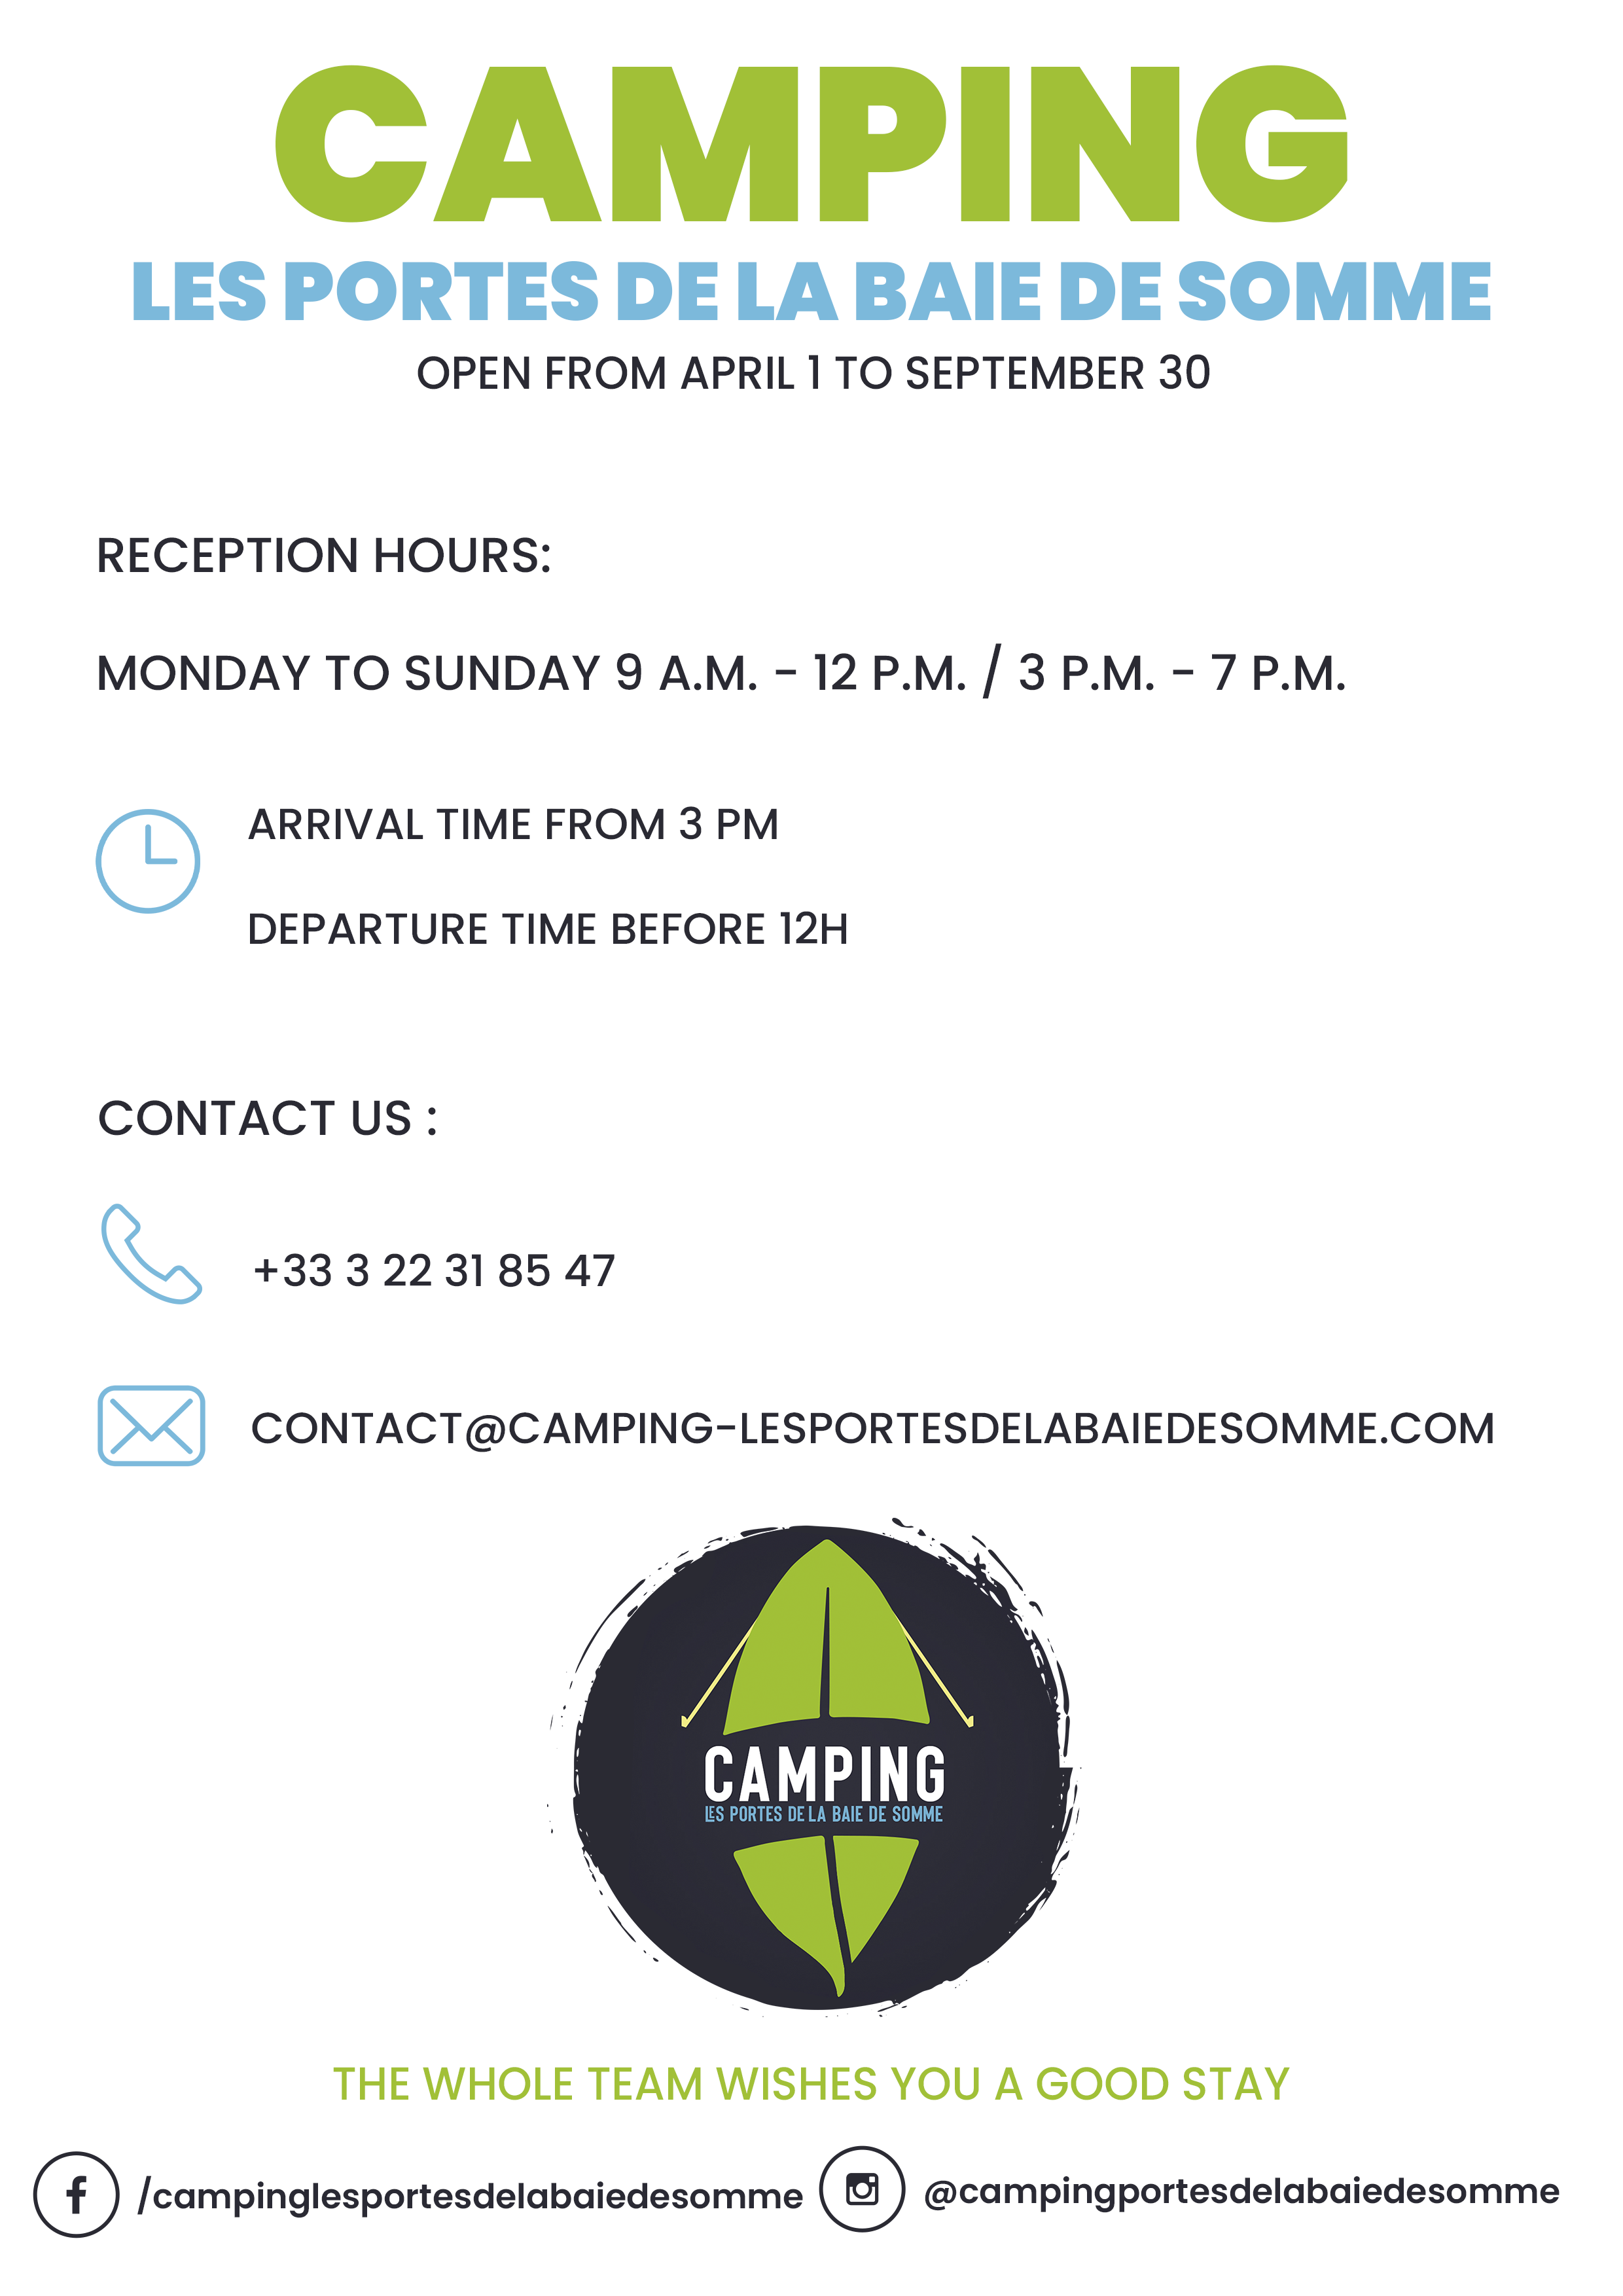 CAMPING
LES PORTES DE LA BAIE DE SOMME
OPEN FROM APRIL 1 TO SEPTEMBER 30
RECEPTION HOURS:
MONDAY TO SUNDAY 9 A.M. - 12 P.M. / 3 P.M. - 7 P.M.
ARRIVAL TIME FROM 3 PM
DEPARTURE TIME BEFORE 12H
CONTACT US :
+33 3 22 31 85 47
CONTACT@CAMPING-LESPORTESDELABAIEDESOMME.COM
CAMPING
LES PORTES DE LA BAIE DE SOMME
THE WHOLE TEAM WISHES YOU A GOOD STAY
/campinglesportesdelabaiedesomme
@campingportesdelabaiedesomme